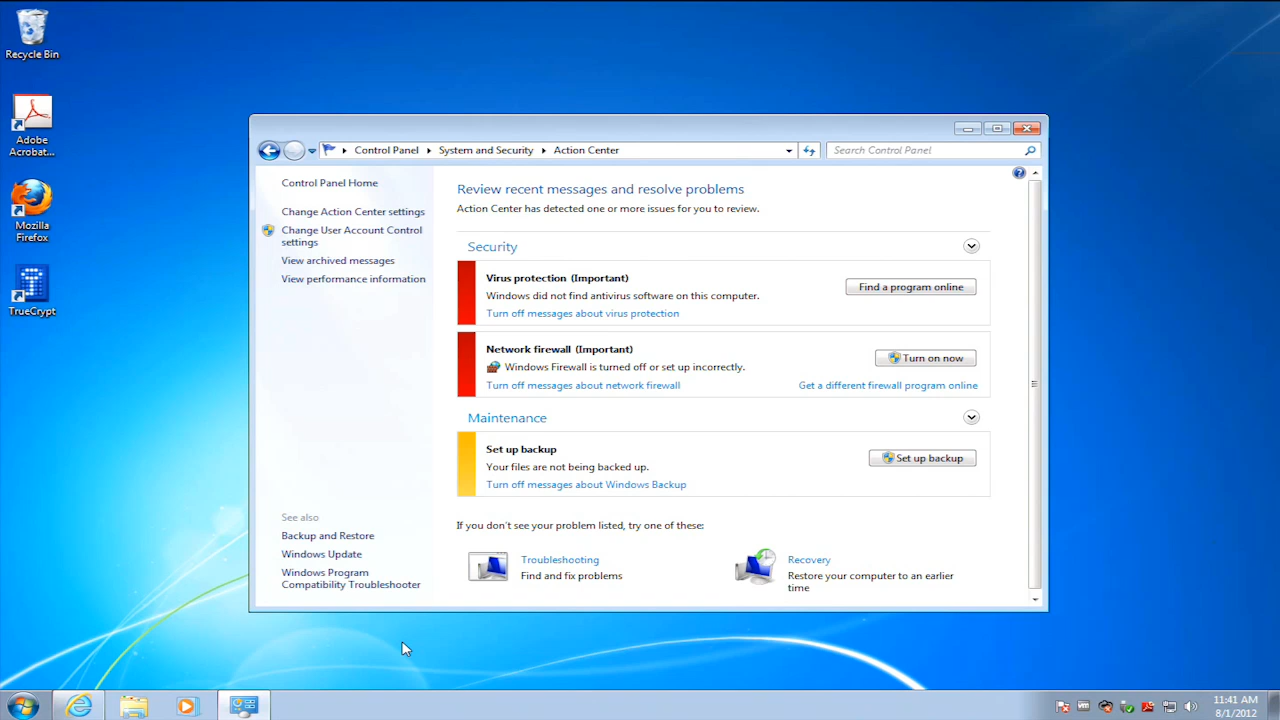 Recycle Bin
Adobe
Acrobat...
Mozilla
Firefox
TrueCrypt
Control Panel
System and Security
Action Center
Search Control Panel
Control Panel Home
Change Action Center settings
Change User Account Control
settings
View archived messages
View performance information
See also
Backup and Restore
Windows Update
Windows Program
Compatibility Troubleshooter
Review recent messages and resolve problems
Action Center has detected one or more issues for you to review.
Security
Virus protection (Important)
Windows did not find antivirus software on this computer.
Turn off messages about virus protection
Find a program online
Network firewall (Important)
Windows Firewall is turned off or set up incorrectly.
Turn off messages about network firewall
Turn on now
Get a different firewall program online
Maintenance
Set up backup
Your files are not being backed up.
Turn off messages about Windows Backup
Set up backup
If you don't see your problem listed, try one of these:
Troubleshooting
Find and fix problems
Recovery
Restore your computer to an earlier
time
11:41 AM
8/1/2012